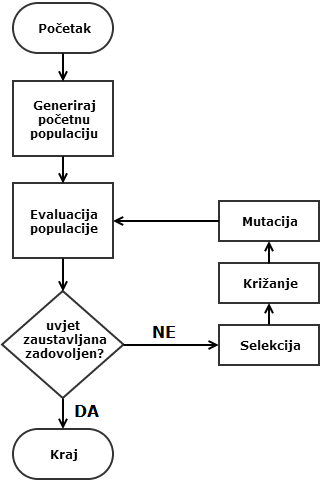 Početak
Generiraj
početnu
populaciju
Evaluacija
populacije
uvjet
zaustavljana
zadovoljen?
NE
Selekcija
Križanje
Mutacija
DA
Kraj